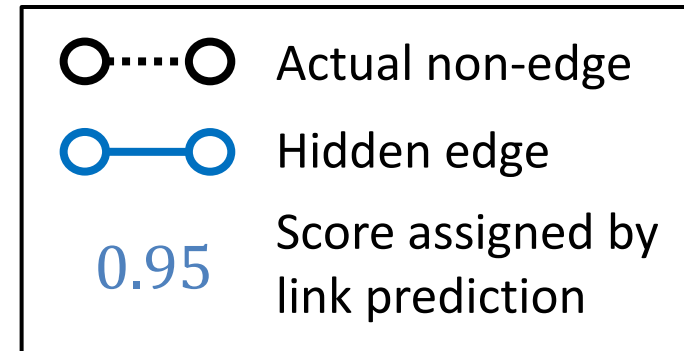 Actual non-edge
Hidden edge
0.95
Score assigned by
link prediction